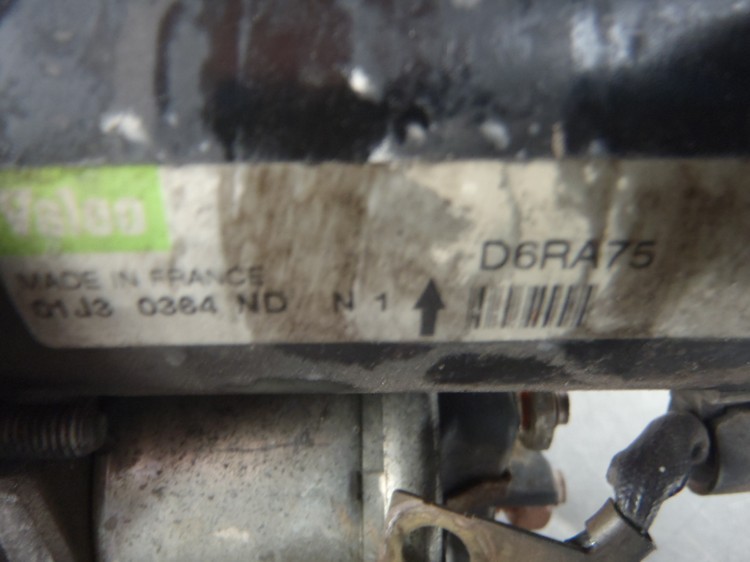 Valeo
D6RA75
MADE IN FRANCE
01J3 0364 ND N 1